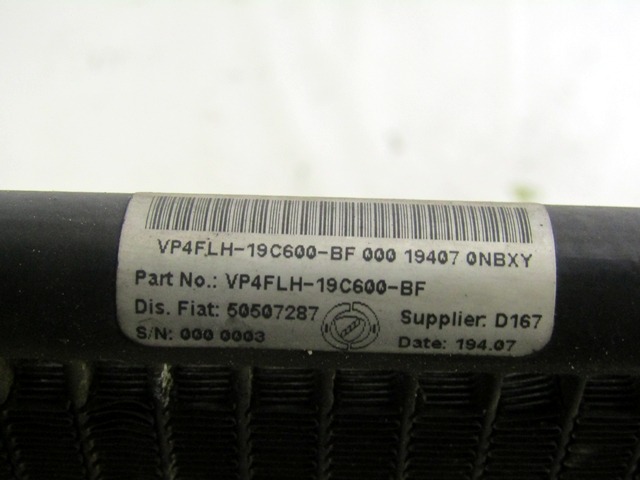 VP4FLH-19C600-BF 000 19407 0NBXY
Part No.: VP4FLH-19C600-BF
Dis. Fiat: 50507287 Supplier: D167
S/N: 000 0003 Date: 194.07